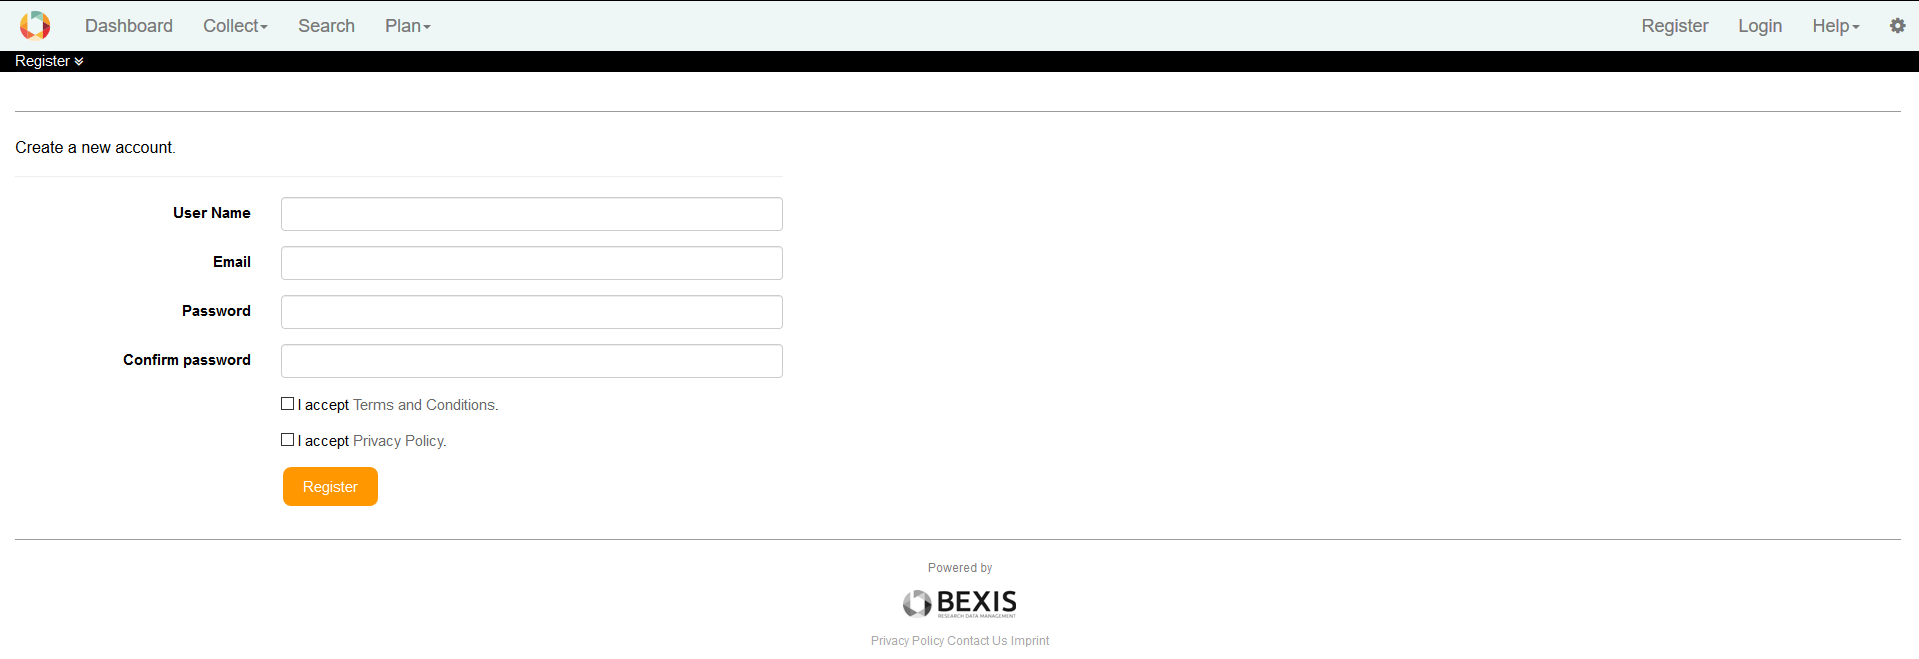 Dashboard Collect Search Plan Register Login Help
Register
Create a new account.
User Name
Email
Password
Confirm password
I accept Terms and Conditions.
I accept Privacy Policy.
Register
Powered by
BEXIS
RESEARCH DATA MANAGEMENT
Privacy Policy Contact Us Imprint